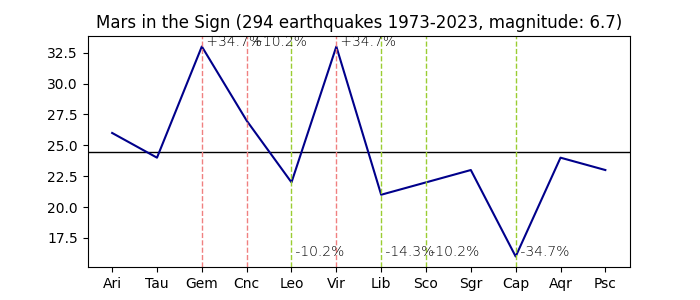 Mars in the Sign (294 earthquakes 1973-2023, magnitude: 6.7)
+34.7% +10.2% +34.7%
32.5
30.0
27.5
25.0
22.5
20.0
17.5
-10.2% -14.3% -10.2% -34.7%
Ari Tau Gem Cnc Leo Vir Lib Sco Sgr Cap Aqr Psc